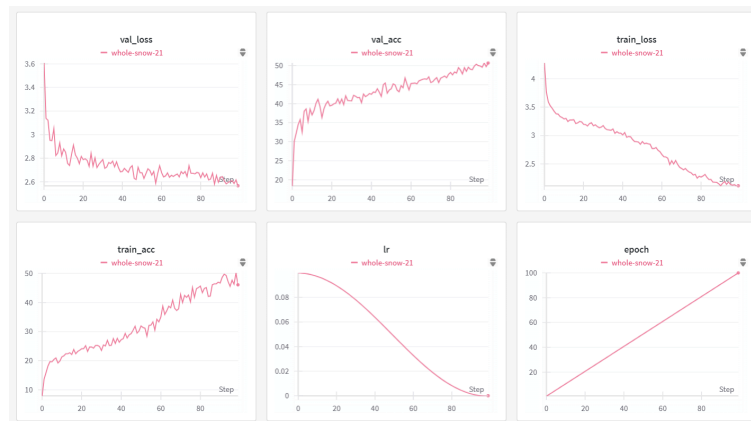 val_loss
whole-snow-21
3.6
3.4
3.2
3
2.8
2.6
Step
0 20 40 60 80
val_acc
whole-snow-21
50
45
40
35
30
25
20
Step
0 20 40 60 80
train_loss
whole-snow-21
4
3.5
3
2.5
Step
0 20 40 60 80
train_acc
whole-snow-21
50
40
30
20
10
Step
0 20 40 60 80
lr
whole-snow-21
0.08
0.06
0.04
0.02
0
Step
0 20 40 60 80
epoch
whole-snow-21
100
80
60
40
20
Step
0 20 40 60 80